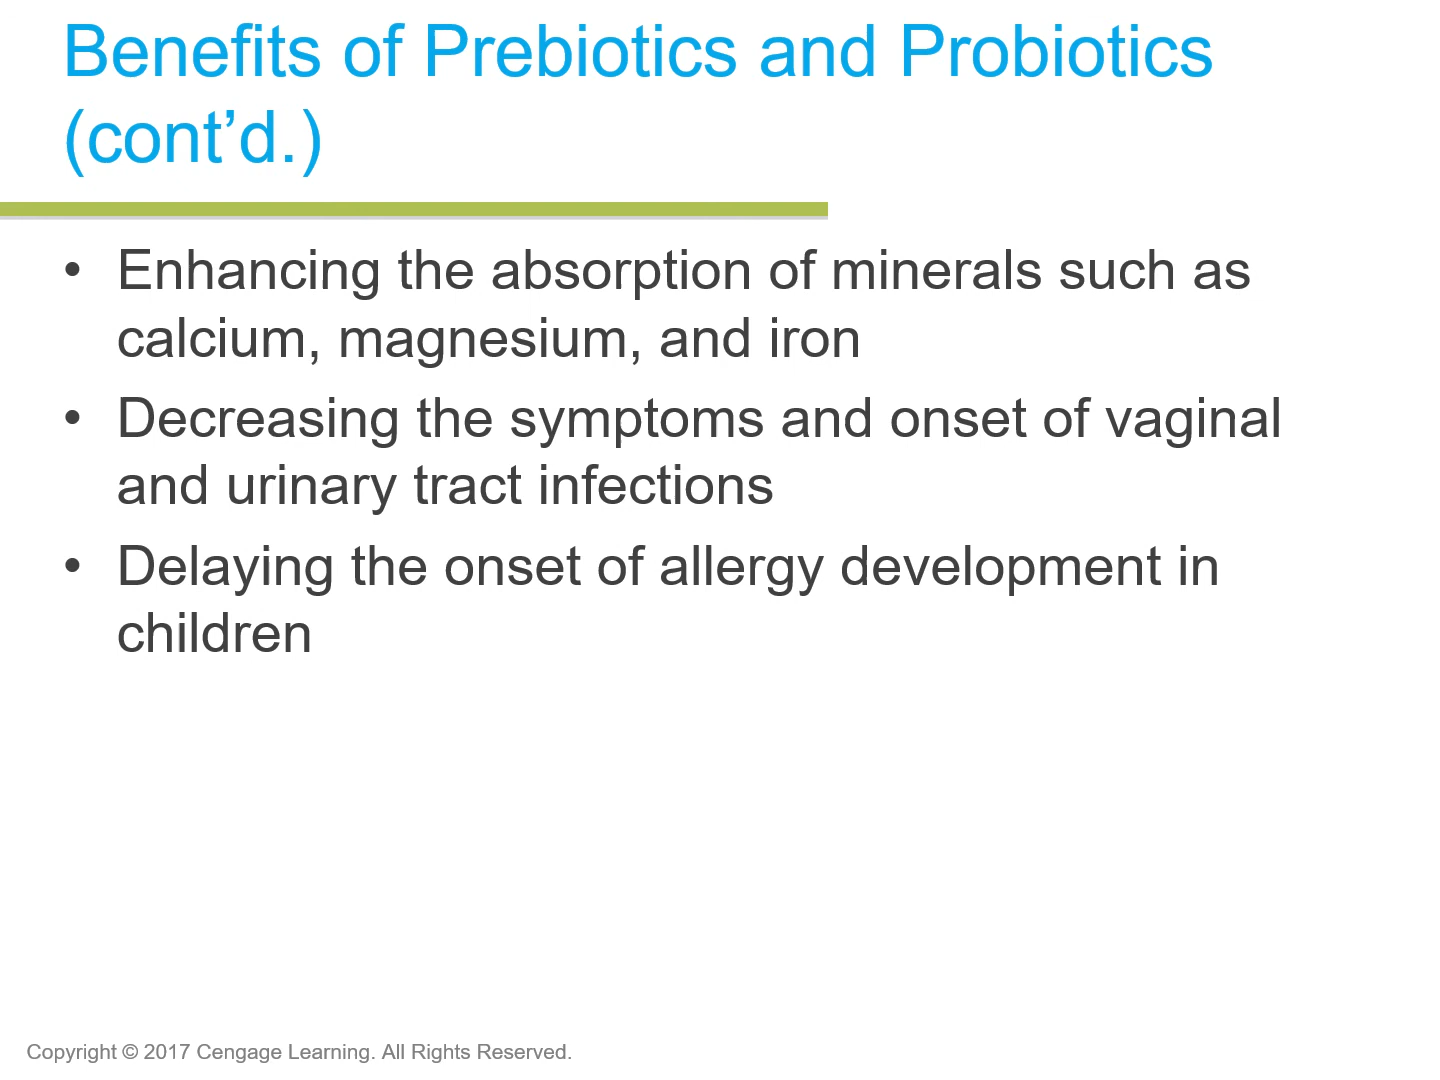 Benefits of Prebiotics and Probiotics
(cont’d.)
• Enhancing the absorption of minerals such as
calcium, magnesium, and iron
• Decreasing the symptoms and onset of vaginal
and urinary tract infections
• Delaying the onset of allergy development in
children
Copyright © 2017 Cengage Learning. All Rights Reserved.